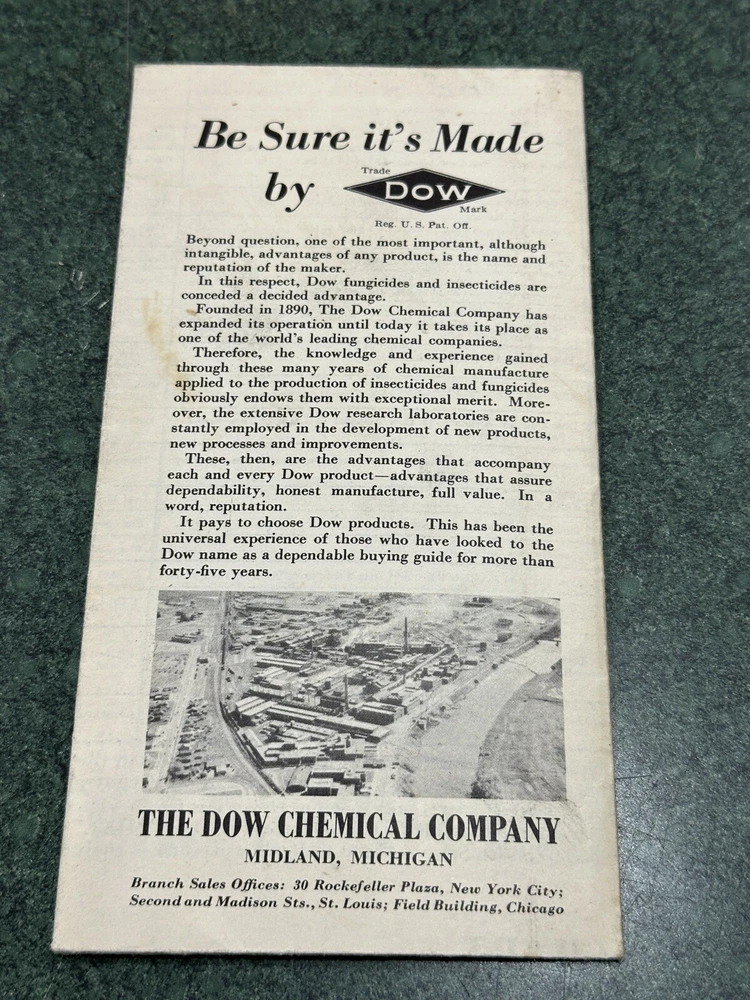 Be Sure it's Made
by Trade DOW Mark
Reg. U. S. Pat. Off.
Beyond question, one of the most important, although
intangible, advantages of any product, is the name and
reputation of the maker.
In this respect, Dow fungicides and insecticides are
conceded a decided advantage.
Founded in 1890, The Dow Chemical Company has
expanded its operation until today it takes its place as
one of the world's leading chemical companies.
Therefore, the knowledge and experience gained
through these many years of chemical manufacture
applied to the production of insecticides and fungicides
obviously endows them with exceptional merit. More-
over, the extensive Dow research laboratories are con-
stantly employed in the development of new products,
new processes and improvements.
These, then, are the advantages that accompany
each and every Dow product—advantages that assure
dependability, honest manufacture, full value. In a
word, reputation.
It pays to choose Dow products. This has been the
universal experience of those who have looked to the
Dow name as a dependable buying guide for more than
forty-five years.
THE DOW CHEMICAL COMPANY
MIDLAND, MICHIGAN
Branch Sales Offices: 30 Rockefeller Plaza, New York City;
Second and Madison Sts., St. Louis; Field Building, Chicago